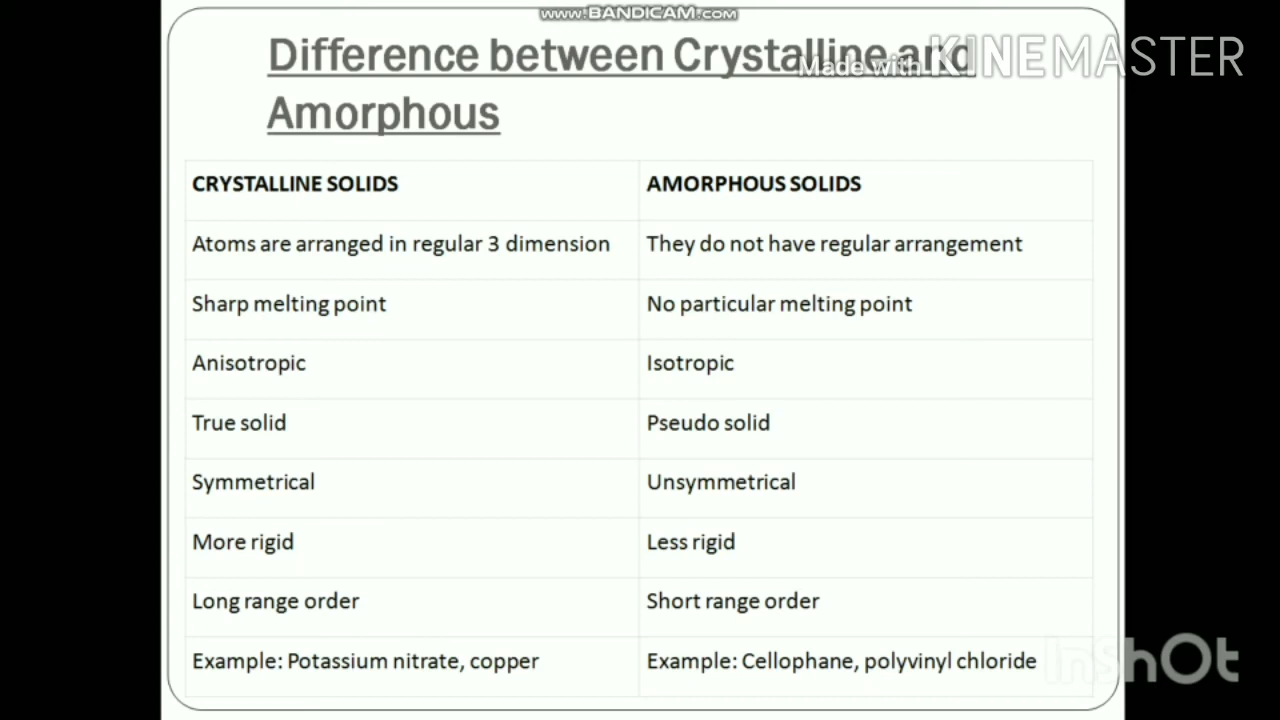 www.BANDICAM.com
Difference between Crystalline and
Made with KINEMASTER
Amorphous
CRYSTALLINE SOLIDS AMORPHOUS SOLIDS
Atoms are arranged in regular 3 dimension They do not have regular arrangement
Sharp melting point No particular melting point
Anisotropic Isotropic
True solid Pseudo solid
Symmetrical Unsymmetrical
More rigid Less rigid
Long range order Short range order
Example: Potassium nitrate, copper Example: Cellophane, polyvinyl chloride
InShOt